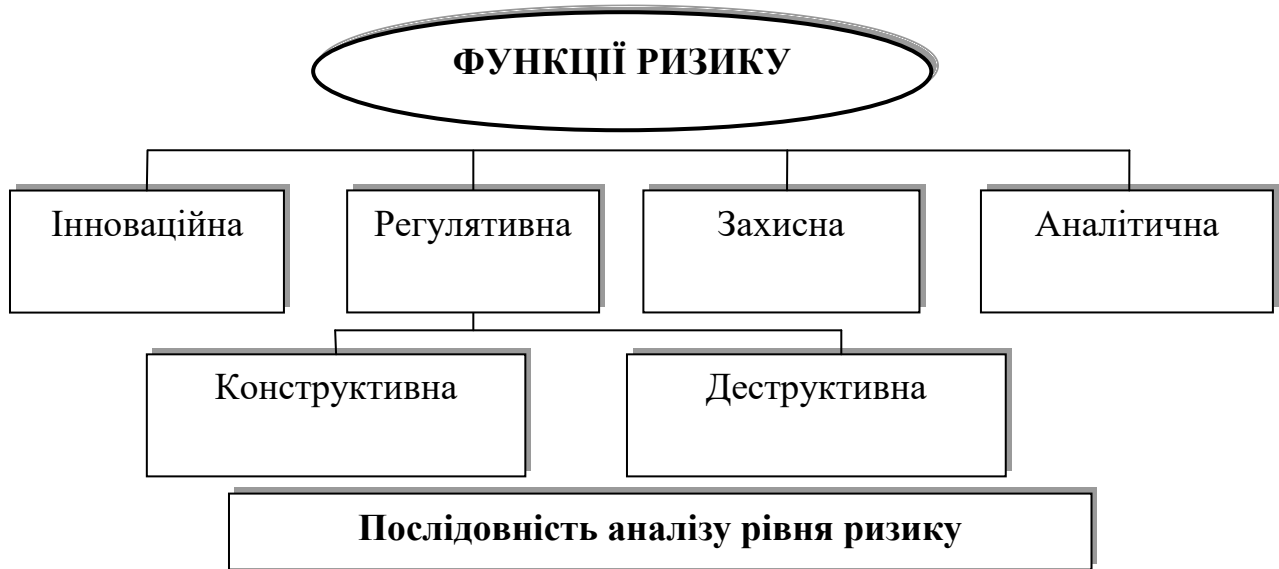 ФУНКЦІЇ РИЗИКУ
Інноваційна
Регулятивна
Захисна
Аналітична
Конструктивна
Деструктивна
Послідовність аналізу рівня ризику